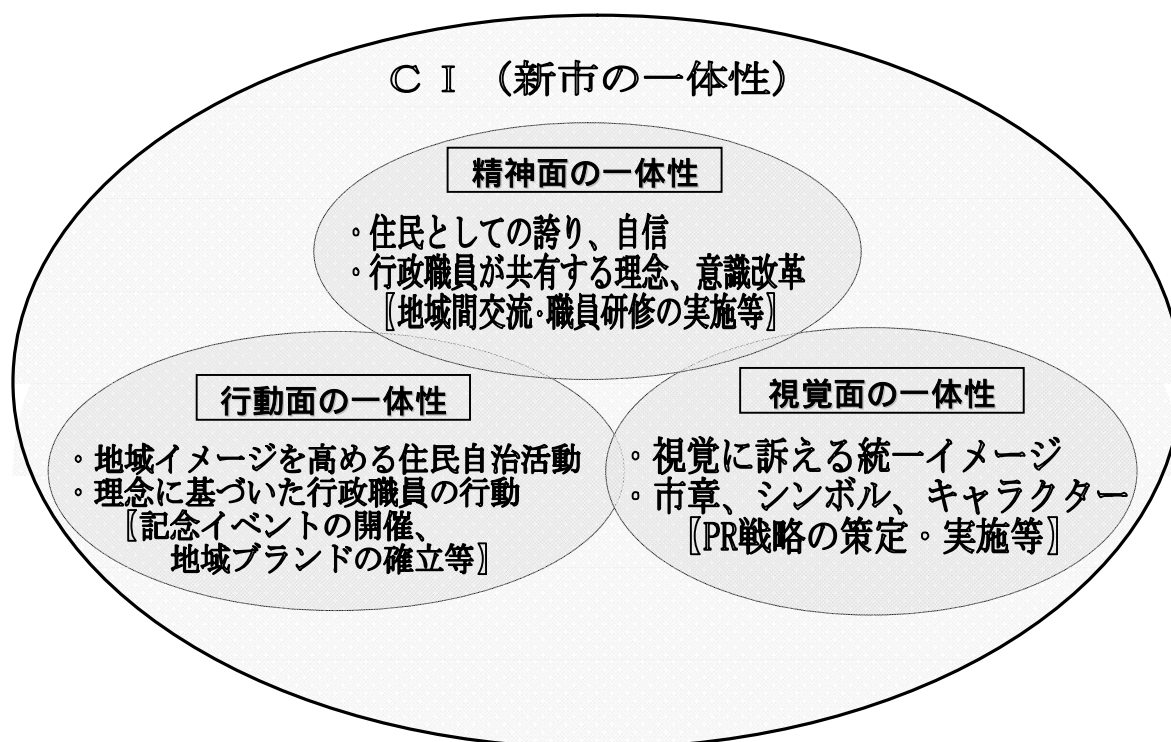 ＣＩ（新市の一体性）
精神面の一体性
◦住民としての誇り、自信
◦行政職員が共有する理念、意識改革
〖地域間交流◦職員研修の実施等〗
行動面の一体性
◦地域イメージを高める住民自治活動
◦理念に基づいた行政職員の行動
〖記念イベントの開催、
地域ブランドの確立等〗
視覚面の一体性
◦視覚に訴える統一イメージ
◦市章、シンボル、キャラクター
〖PR戦略の策定◦実施等〗